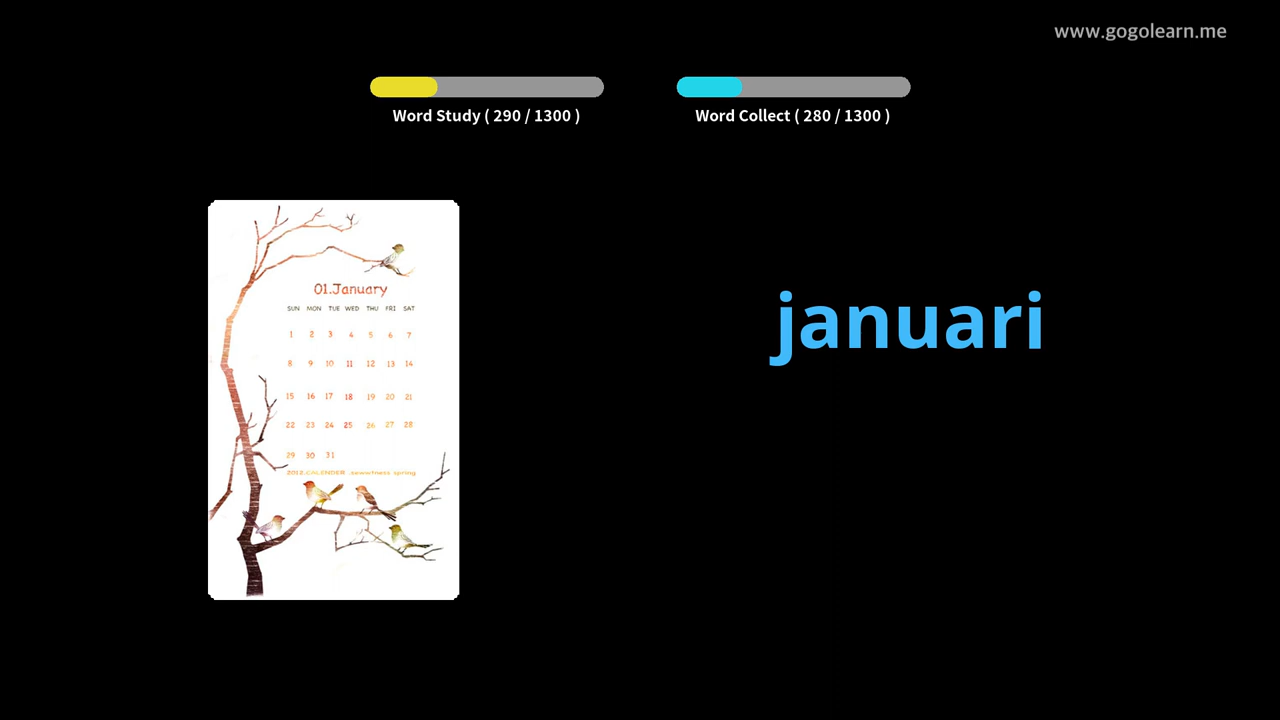 www.gogolearn.me
Word Study ( 290 / 1300 )
Word Collect ( 280 / 1300 )
01.January
SUN MON TUE WED THU FRI SAT
1 2 3 4 5 6 7
8 9 10 11 12 13 14
15 16 17 18 19 20 21
22 23 24 25 26 27 28
29 30 31
CALENDER
spring
januari